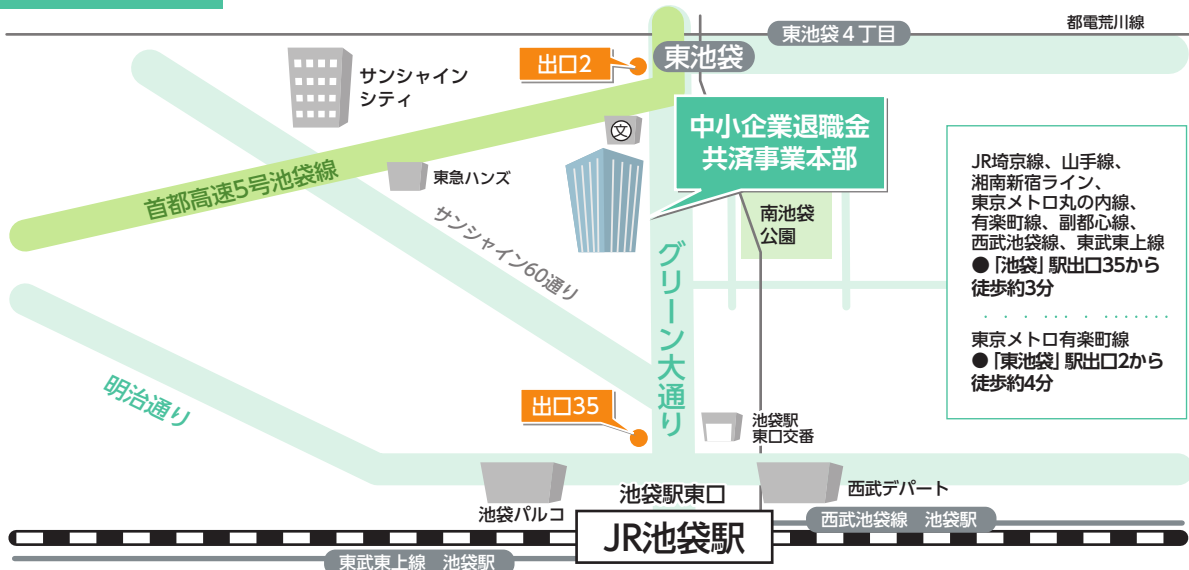 都電荒川線
東池袋4丁目
東池袋
出口2
サンシャイン
シティ
中小企業退職金
共済事業本部
文
東急ハンズ
首都高速5号池袋線
サンシャイン60通り
南池袋
公園
グリーン大通り
JR埼京線、山手線、
湘南新宿ライン、
東京メトロ丸の内線、
有楽町線、副都心線、
西武池袋線、東武東上線
●「池袋」駅出口35から
徒歩約3分
東京メトロ有楽町線
●「東池袋」駅出口2から
徒歩約4分
明治通り
出口35
池袋駅
東口交番
池袋パルコ
池袋駅東口
西武デパート
JR池袋駅
西武池袋線 池袋駅
東武東上線 池袋駅